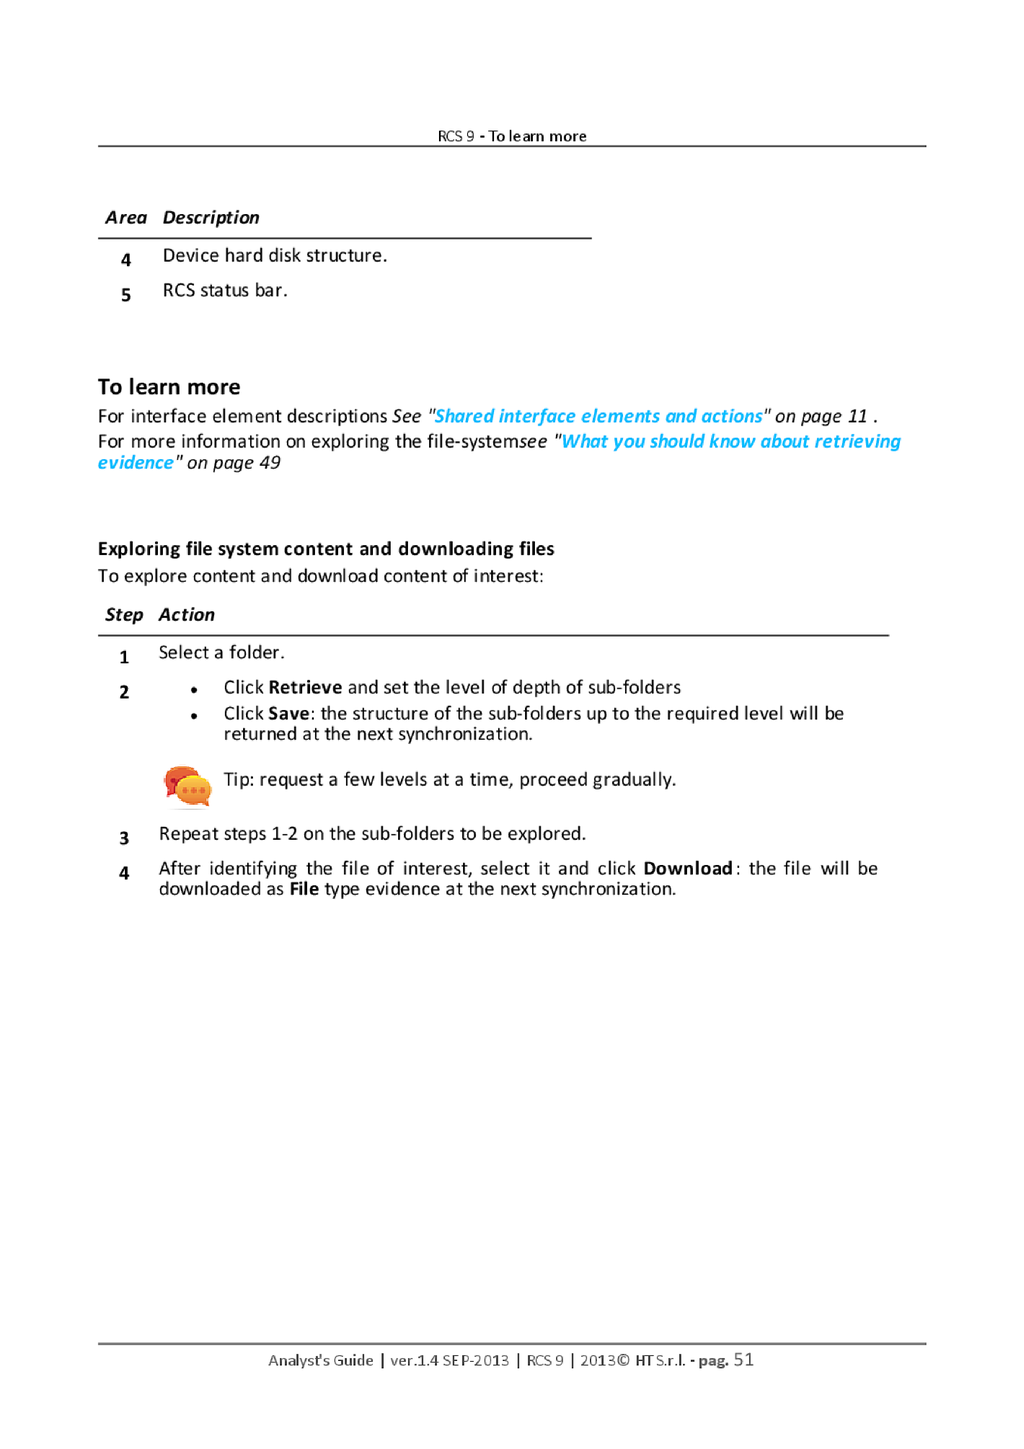 RCS 9 - To learn more
Area Description
4 Device hard disk structure.
5 RCS status bar.
To learn more
For interface element descriptions See "Shared interface elements and actions" on page 11 .
For more information on exploring the file-systemsee "What you should know about retrieving
evidence" on page 49
Exploring file system content and downloading files
To explore content and download content of interest:
Step Action
1 Select a folder.
2 • Click Retrieve and set the level of depth of sub-folders
• Click Save: the structure of the sub-folders up to the required level will be
returned at the next synchronization.
Tip: request a few levels at a time, proceed gradually.
3 Repeat steps 1-2 on the sub-folders to be explored.
4 After identifying the file of interest, select it and click Download: the file will be
downloaded as File type evidence at the next synchronization.
Analyst's Guide | ver.1.4 SEP-2013 | RCS 9 | 2013© HT S.r.l. - pag. 51